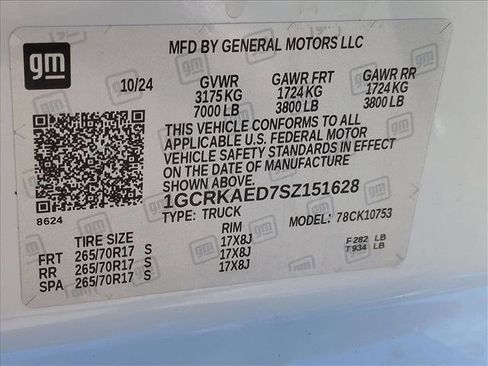 gm
MFD BY GENERAL MOTORS LLC
10/24 GVWR GAWR FRT GAWR RR
3175 KG 1724 KG 1724 KG
7000 LB 3800 LB 3800 LB
THIS VEHICLE CONFORMS TO ALL
APPLICABLE U.S. FEDERAL MOTOR
VEHICLE SAFETY STANDARDS IN EFFECT
ON THE DATE OF MANUFACTURE
SHOWN ABOVE.
1GCRKAED7SZ151628
8624
TYPE: TRUCK MODEL: 78CK10753
TIRE SIZE RIM
FRT 265/70R17 S 17X8J F 282 LB
RR 265/70R17 S 17X8J T 934 LB
SPA 265/70R17 S 17X8J